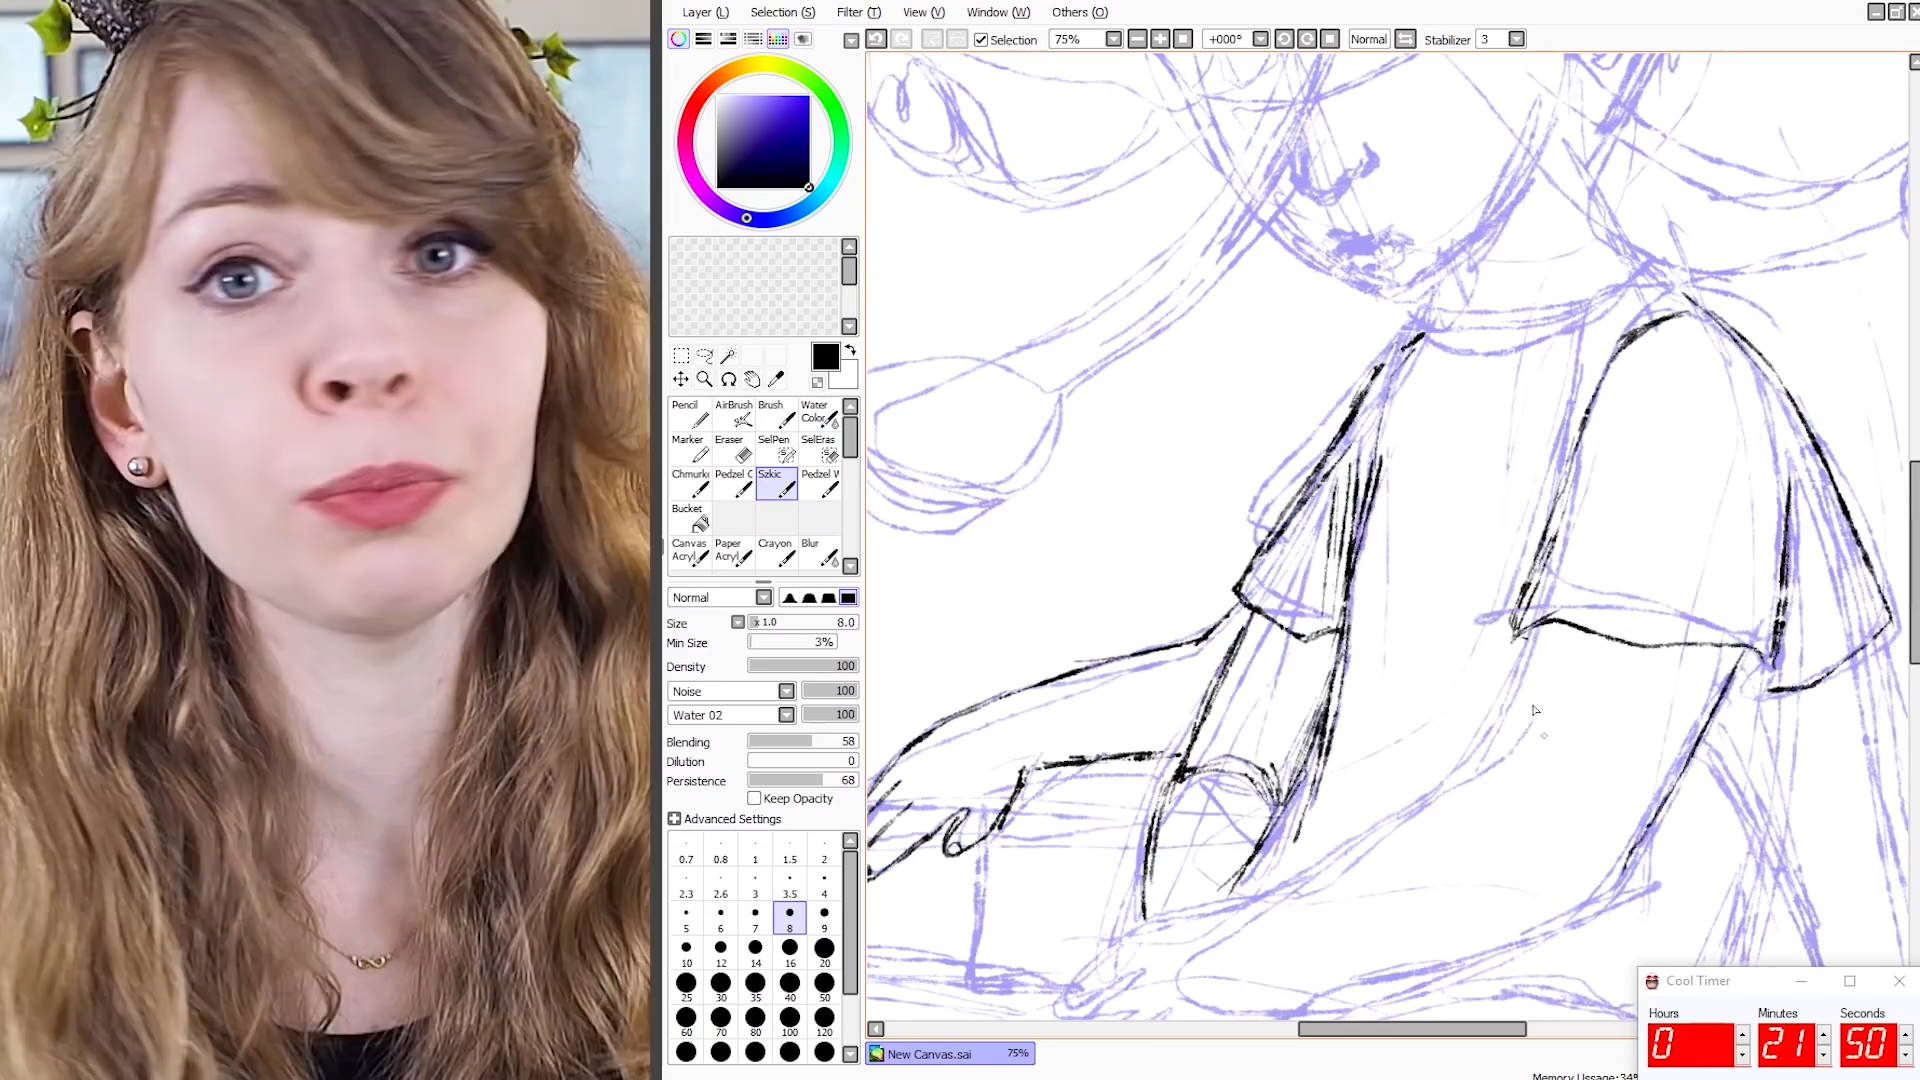 Layer (L) Selection (S) Filter (T) View (V) Window (W) Others (O)
Selection 75% +000° Normal Stabilizer 3
Pencil AirBrush Brush Water Color
Marker Eraser SelPen SelEras
Pedzel Szkic Pedzel
Bucket
Canvas Acryl Paper Acryl Crayon Blur
Normal
Size x 1.0 8.0
Min Size 3%
Density 100
Noise 100
Water 02 100
Blending 58
Dilution 0
Persistence 68
Keep Opacity
Advanced Settings
0.7 0.8 1 1.5 2
2.3 2.6 3 3.5 4
5 6 7 8 9
10 12 14 16 20
25 30 35 40 50
60 70 80 100 120
New Canvas.sai 75%
Cool Timer
Hours Minutes Seconds
0 21 50